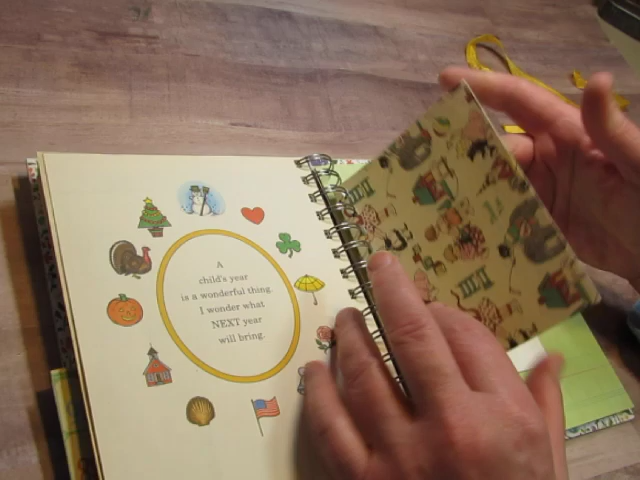 A
child's year
is a wonderful thing.
I wonder what
NEXT year
will bring.